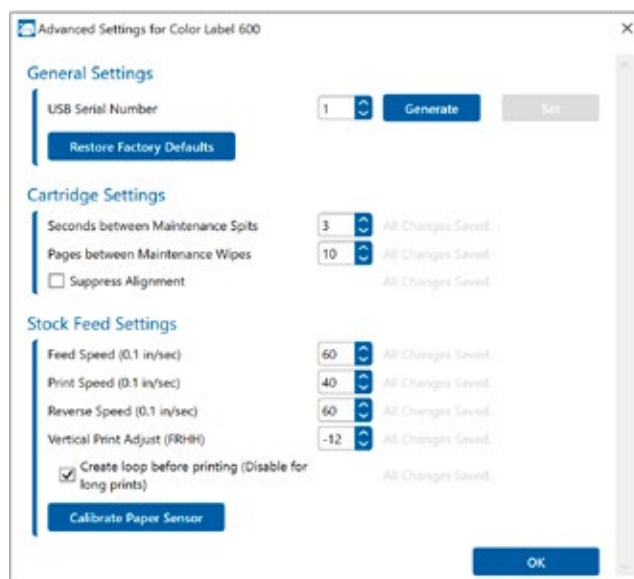 Advanced Settings for Color Label 600
General Settings
USB Serial Number 1 Generate Set
Restore Factory Defaults
Cartridge Settings
Seconds between Maintenance Spits 3 All Changes Saved.
Pages between Maintenance Wipes 10 All Changes Saved.
Suppress Alignment All Changes Saved.
Stock Feed Settings
Feed Speed (0.1 in/sec) 60 All Changes Saved.
Print Speed (0.1 in/sec) 40 All Changes Saved.
Reverse Speed (0.1 in/sec) 60 All Changes Saved.
Vertical Print Adjust (FRHH) -12 All Changes Saved.
Create loop before printing (Disable for
long prints) All Changes Saved.
Calibrate Paper Sensor
OK